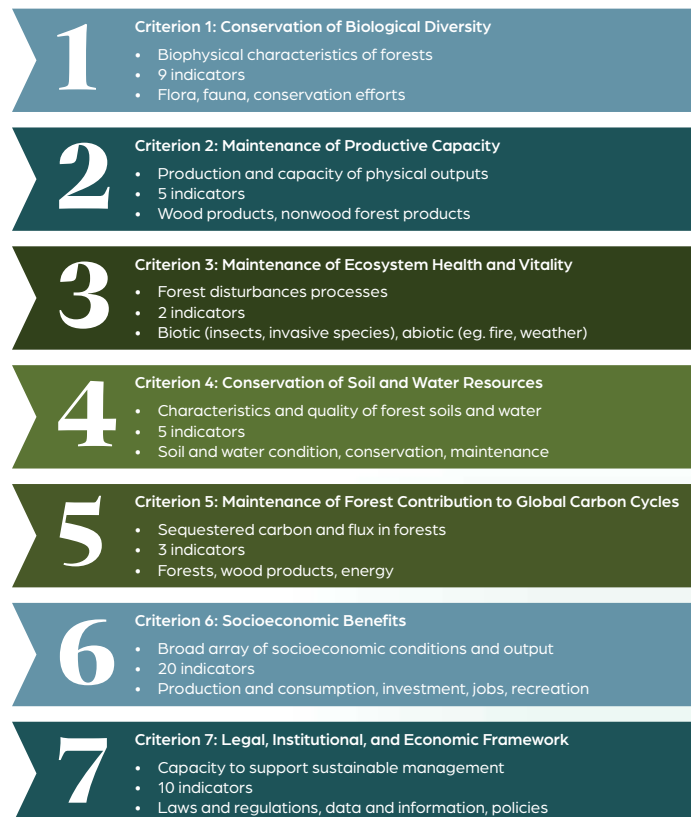 1
Criterion 1: Conservation of Biological Diversity
• Biophysical characteristics of forests
• 9 indicators
• Flora, fauna, conservation efforts
2
Criterion 2: Maintenance of Productive Capacity
• Production and capacity of physical outputs
• 5 indicators
• Wood products, nonwood forest products
3
Criterion 3: Maintenance of Ecosystem Health and Vitality
• Forest disturbances processes
• 2 indicators
• Biotic (insects, invasive species), abiotic (eg. fire, weather)
4
Criterion 4: Conservation of Soil and Water Resources
• Characteristics and quality of forest soils and water
• 5 indicators
• Soil and water condition, conservation, maintenance
5
Criterion 5: Maintenance of Forest Contribution to Global Carbon Cycles
• Sequestered carbon and flux in forests
• 3 indicators
• Forests, wood products, energy
6
Criterion 6: Socioeconomic Benefits
• Broad array of socioeconomic conditions and output
• 20 indicators
• Production and consumption, investment, jobs, recreation
7
Criterion 7: Legal, Institutional, and Economic Framework
• Capacity to support sustainable management
• 10 indicators
• Laws and regulations, data and information, policies